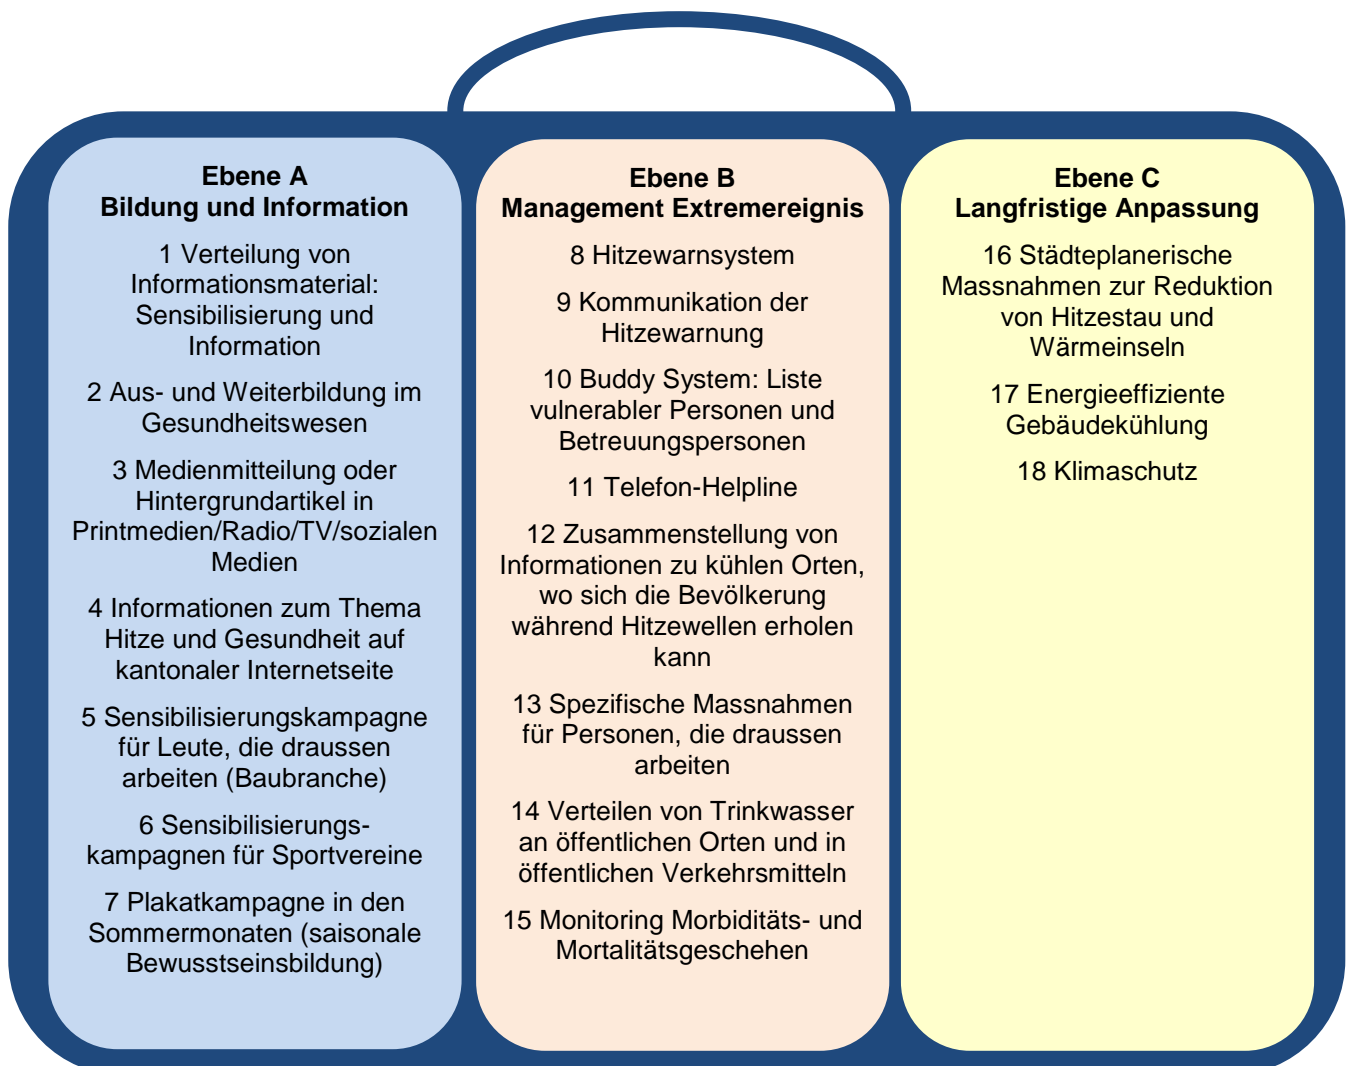 Ebene A
Bildung und Information
1 Verteilung von
Informationsmaterial:
Sensibilisierung und
Information
2 Aus- und Weiterbildung im
Gesundheitswesen
3 Medienmitteilung oder
Hintergrundartikel in
Printmedien/Radio/TV/sozialen
Medien
4 Informationen zum Thema
Hitze und Gesundheit auf
kantonaler Internetseite
5 Sensibilisierungskampagne
für Leute, die draussen
arbeiten (Baubranche)
6 Sensibilisierungs-
kampagnen für Sportvereine
7 Plakatkampagne in den
Sommermonaten (saisonale
Bewusstseinsbildung)
Ebene B
Management Extremereignis
8 Hitzewarnsystem
9 Kommunikation der
Hitzewarnung
10 Buddy System: Liste
vulnerabler Personen und
Betreuungspersonen
11 Telefon-Helpline
12 Zusammenstellung von
Informationen zu kühlen Orten,
wo sich die Bevölkerung
während Hitzewellen erholen
kann
13 Spezifische Massnahmen
für Personen, die draussen
arbeiten
14 Verteilen von Trinkwasser
an öffentlichen Orten und in
öffentlichen Verkehrsmitteln
15 Monitoring Morbiditäts- und
Mortalitätsgeschehen
Ebene C
Langfristige Anpassung
16 Städteplanerische
Massnahmen zur Reduktion
von Hitzestau und
Wärmeinseln
17 Energieeffiziente
Gebäudekühlung
18 Klimaschutz